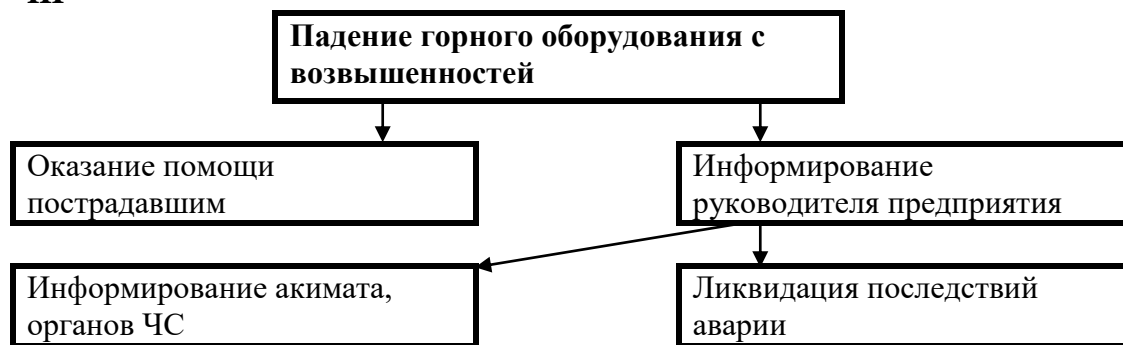 Падение горного оборудования с
возвышенностей
Оказание помощи
пострадавшим
Информирование
руководителя предприятия
Информирование акимата,
органов ЧС
Ликвидация последствий
аварии